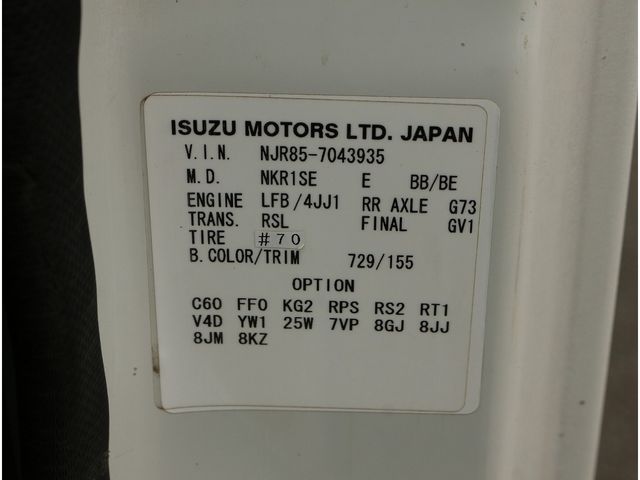 ISUZU MOTORS LTD. JAPAN
V.I.N. NJR85-7043935
M.D. NKR1SE E BB/BE
ENGINE LFB/4JJ1 RR AXLE G73
TRANS. RSL FINAL GV1
TIRE #70
B.COLOR/TRIM 729/155
OPTION
C60 FF0 KG2 RPS RS2 RT1
V4D YW1 25W 7VP 8GJ 8JJ
8JM 8KZ